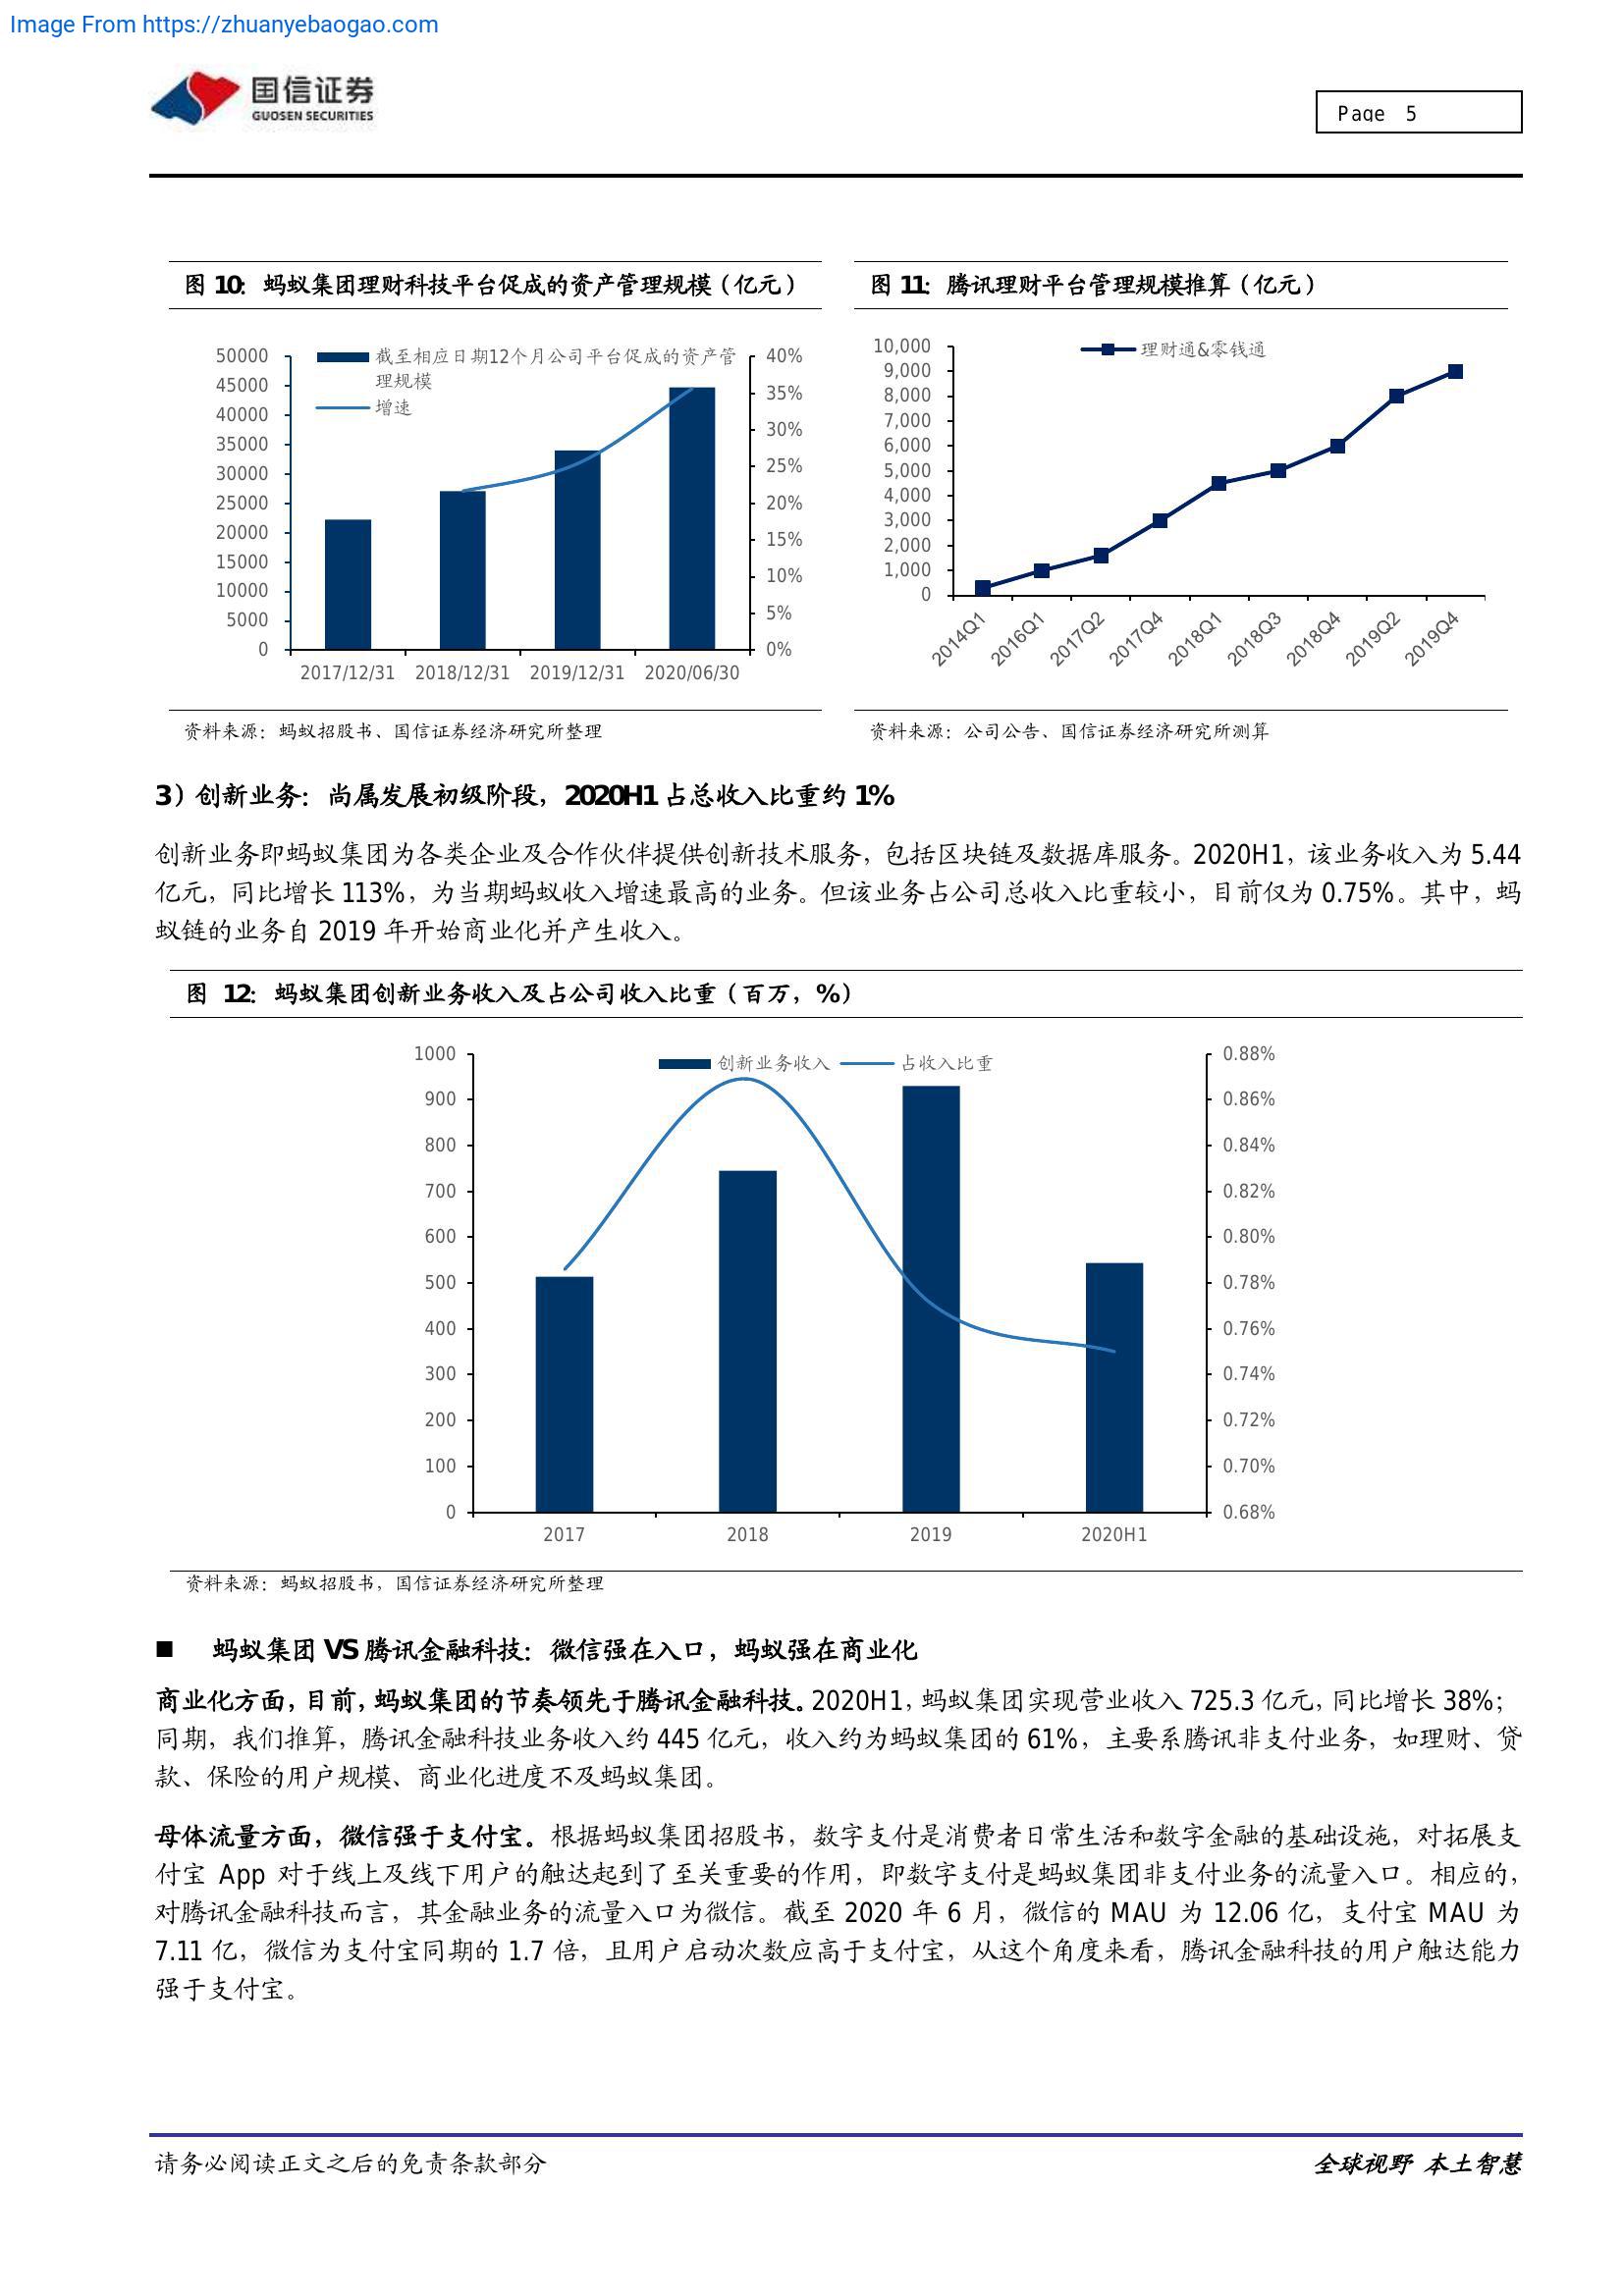 Image From https://zhuanyebaogao.com
国信证券
GUOSEN SECURITIES
Page 5
图 10：蚂蚁集团理财科技平台促成的资产管理规模（亿元）
50000
45000
40000
35000
30000
25000
20000
15000
10000
5000
0
截至相应日期12个月公司平台促成的资产管
理规模
增速
40%
35%
30%
25%
20%
15%
10%
5%
0%
2017/12/31 2018/12/31 2019/12/31 2020/06/30
资料来源：蚂蚁招股书、国信证券经济研究所整理
图 11：腾讯理财平台管理规模推算（亿元）
10,000
9,000
8,000
7,000
6,000
5,000
4,000
3,000
2,000
1,000
0
理财通&零钱通
2014Q1 2016Q1 2017Q2 2017Q4 2018Q1 2018Q3 2018Q4 2019Q2 2019Q4
资料来源：公司公告、国信证券经济研究所测算
3）创新业务：尚属发展初级阶段，2020H1 占总收入比重约 1%
创新业务即蚂蚁集团为各类企业及合作伙伴提供创新技术服务，包括区块链及数据库服务。2020H1，该业务收入为 5.44
亿元，同比增长 113%，为当期蚂蚁收入增速最高的业务。但该业务占公司总收入比重较小，目前仅为 0.75%。其中，蚂
蚁链的业务自 2019 年开始商业化并产生收入。
图 12：蚂蚁集团创新业务收入及占公司收入比重（百万，%）
1000
900
800
700
600
500
400
300
200
100
0
创新业务收入 占收入比重
0.88%
0.86%
0.84%
0.82%
0.80%
0.78%
0.76%
0.74%
0.72%
0.70%
0.68%
2017 2018 2019 2020H1
资料来源：蚂蚁招股书，国信证券经济研究所整理
■ 蚂蚁集团 VS 腾讯金融科技：微信强在入口，蚂蚁强在商业化
商业化方面，目前，蚂蚁集团的节奏领先于腾讯金融科技。2020H1，蚂蚁集团实现营业收入 725.3 亿元，同比增长 38%；
同期，我们推算，腾讯金融科技业务收入约 445 亿元，收入约为蚂蚁集团的 61%，主要系腾讯非支付业务，如理财、贷
款、保险的用户规模、商业化进度不及蚂蚁集团。
母体流量方面，微信强于支付宝。根据蚂蚁集团招股书，数字支付是消费者日常生活和数字金融的基础设施，对拓展支
付宝 App 对于线上及线下用户的触达起到了至关重要的作用，即数字支付是蚂蚁集团非支付业务的流量入口。相应的，
对腾讯金融科技而言，其金融业务的流量入口为微信。截至 2020 年 6 月，微信的 MAU 为 12.06 亿，支付宝 MAU 为
7.11 亿，微信为支付宝同期的 1.7 倍，且用户启动次数应高于支付宝，从这个角度来看，腾讯金融科技的用户触达能力
强于支付宝。
请务必阅读正文之后的免责条款部分
全球视野 本土智慧